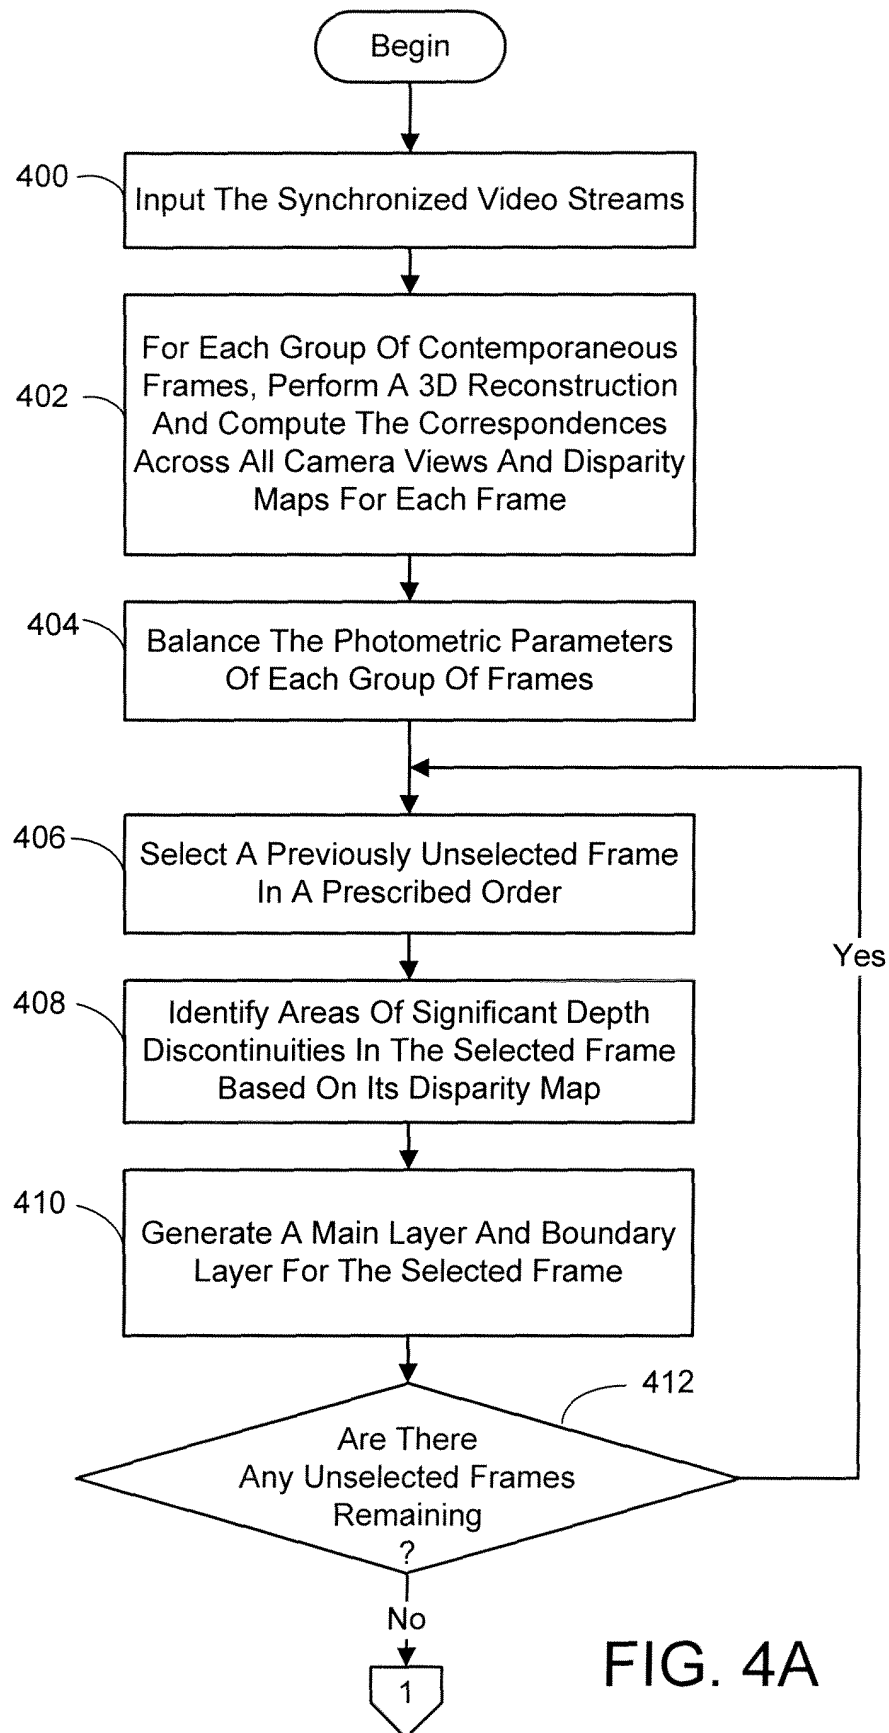 Begin
400
Input The Synchronized Video Streams
402
For Each Group Of Contemporaneous
Frames, Perform A 3D Reconstruction
And Compute The Correspondences
Across All Camera Views And Disparity
Maps For Each Frame
404
Balance The Photometric Parameters
Of Each Group Of Frames
406
Select A Previously Unselected Frame
In A Prescribed Order
Yes
408
Identify Areas Of Significant Depth
Discontinuities In The Selected Frame
Based On Its Disparity Map
410
Generate A Main Layer And Boundary
Layer For The Selected Frame
412
Are There
Any Unselected Frames
Remaining
?
No
1
FIG. 4A